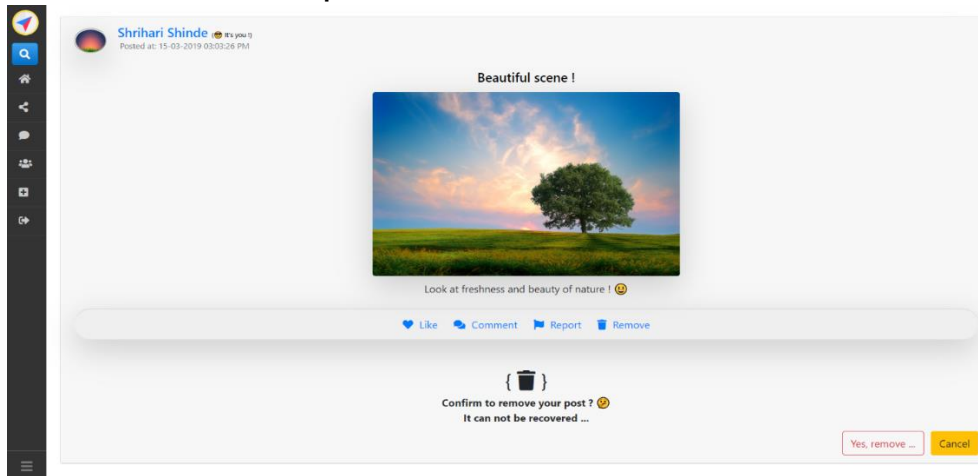 Shrihari Shinde (😎 It's you !)
Posted at: 15-03-2019 03:03:26 PM
Beautiful scene !
Look at freshness and beauty of nature ! 😃
Like Comment Report Remove
{ }
Confirm to remove your post ? 🤔
It can not be recovered ...
Yes, remove ... Cancel